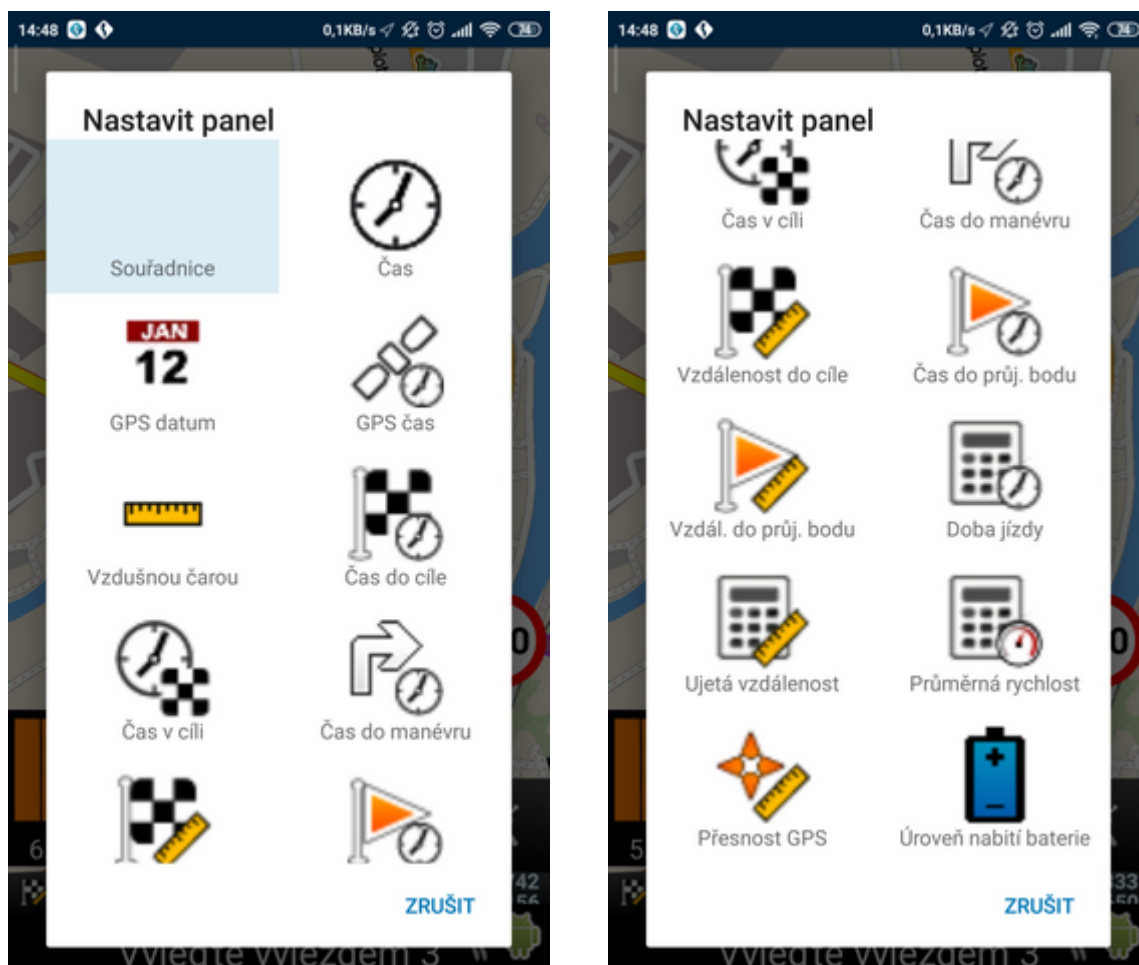 14:48
0,1KB/s
74
Nastavit panel
Souřadnice
Čas
JAN
12
GPS datum
GPS čas
Vzdušnou čarou
Čas do cíle
Čas v cíli
Čas do manévru
ZRUŠIT
14:48
0,1KB/s
74
Nastavit panel
Čas v cíli
Čas do manévru
Vzdálenost do cíle
Čas do průj. bodu
Vzdál. do průj. bodu
Doba jízdy
Ujetá vzdálenost
Průměrná rychlost
Přesnost GPS
Úroveň nabití baterie
ZRUŠIT